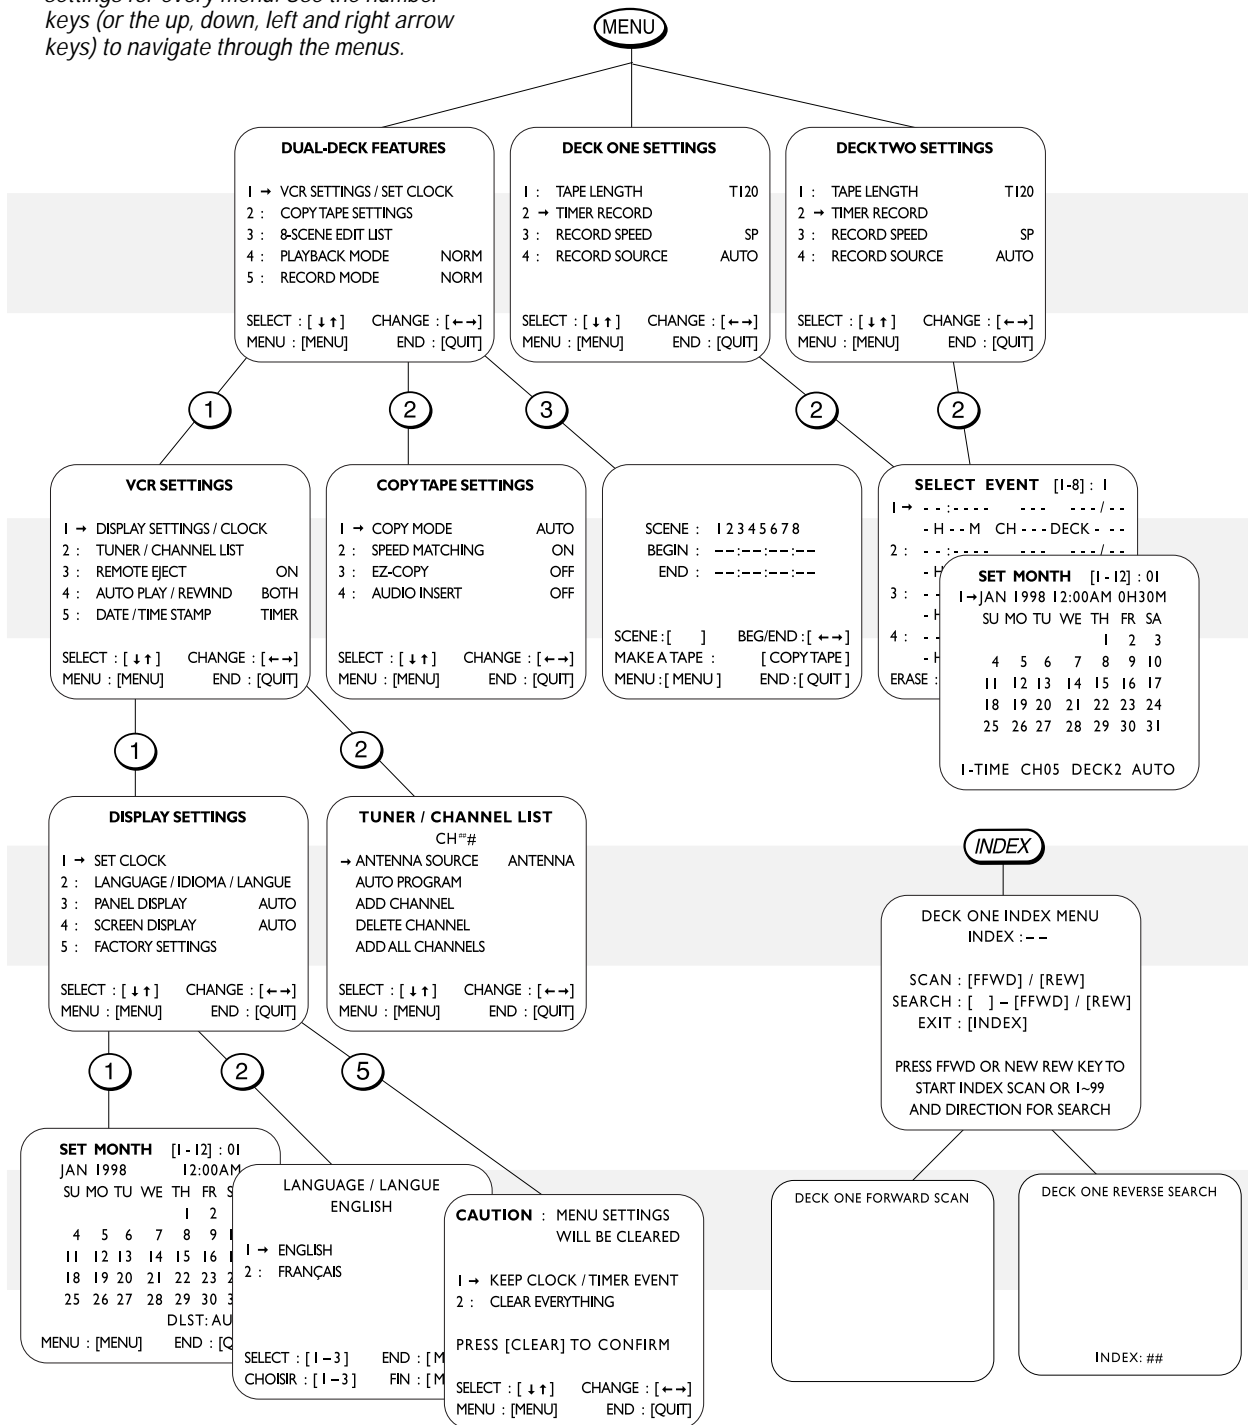 settings for every menu. Use the number
keys (or the up, down, left and right arrow
keys) to navigate through the menus.
MENU
DUAL-DECK FEATURES
1 → VCR SETTINGS / SET CLOCK
2 : COPY TAPE SETTINGS
3 : 8-SCENE EDIT LIST
4 : PLAYBACK MODE NORM
5 : RECORD MODE NORM
SELECT : [↓↑] CHANGE : [←→]
MENU : [MENU] END : [QUIT]
DECK ONE SETTINGS
1 : TAPE LENGTH T120
2 → TIMER RECORD
3 : RECORD SPEED SP
4 : RECORD SOURCE AUTO
SELECT : [↓↑] CHANGE : [←→]
MENU : [MENU] END : [QUIT]
DECK TWO SETTINGS
1 : TAPE LENGTH T120
2 → TIMER RECORD
3 : RECORD SPEED SP
4 : RECORD SOURCE AUTO
SELECT : [↓↑] CHANGE : [←→]
MENU : [MENU] END : [QUIT]
1
2
3
2
2
VCR SETTINGS
1 → DISPLAY SETTINGS / CLOCK
2 : TUNER / CHANNEL LIST
3 : REMOTE EJECT ON
4 : AUTO PLAY / REWIND BOTH
5 : DATE / TIME STAMP TIMER
SELECT : [↓↑] CHANGE : [←→]
MENU : [MENU] END : [QUIT]
COPY TAPE SETTINGS
1 → COPY MODE AUTO
2 : SPEED MATCHING ON
3 : EZ-COPY OFF
4 : AUDIO INSERT OFF
SELECT : [↓↑] CHANGE : [←→]
MENU : [MENU] END : [QUIT]
SCENE : 12345678
BEGIN : --:--:--:--
END : --:--:--:--
SCENE :[ ] BEG/END :[←→]
MAKE A TAPE : [COPY TAPE]
MENU :[MENU] END :[QUIT]
SELECT EVENT [1-8] : 1
1 → --:---- --- ---/--
-H--M CH---DECK- --
2 : --:---- --- ---/--
-H
3 : --
-H
4 : --
-H
ERASE :
SET MONTH [1-12] : 01
1→JAN 1998 12:00AM 0H30M
SU MO TU WE TH FR SA
1 2 3
4 5 6 7 8 9 10
11 12 13 14 15 16 17
18 19 20 21 22 23 24
25 26 27 28 29 30 31
1-TIME CH05 DECK2 AUTO
1
2
DISPLAY SETTINGS
1 → SET CLOCK
2 : LANGUAGE / IDIOMA / LANGUE
3 : PANEL DISPLAY AUTO
4 : SCREEN DISPLAY AUTO
5 : FACTORY SETTINGS
SELECT : [↓↑] CHANGE : [←→]
MENU : [MENU] END : [QUIT]
TUNER / CHANNEL LIST
CH###
→ ANTENNA SOURCE ANTENNA
AUTO PROGRAM
ADD CHANNEL
DELETE CHANNEL
ADD ALL CHANNELS
SELECT : [↓↑] CHANGE : [←→]
MENU : [MENU] END : [QUIT]
INDEX
DECK ONE INDEX MENU
INDEX :--
SCAN : [FFWD] / [REW]
SEARCH : [ ] – [FFWD] / [REW]
EXIT : [INDEX]
PRESS FFWD OR NEW REW KEY TO
START INDEX SCAN OR 1~99
AND DIRECTION FOR SEARCH
1
2
5
SET MONTH [1-12] : 01
JAN 1998 12:00AM
SU MO TU WE TH FR S
1 2
4 5 6 7 8 9 1
11 12 13 14 15 16 1
18 19 20 21 22 23 2
25 26 27 28 29 30 3
DLST: AU
MENU : [MENU] END : [Q
LANGUAGE / LANGUE
ENGLISH
1 → ENGLISH
2 : FRANÇAIS
SELECT : [1–3] END : [M
CHOISIR : [1–3] FIN : [M
CAUTION : MENU SETTINGS
WILL BE CLEARED
1 → KEEP CLOCK / TIMER EVENT
2 : CLEAR EVERYTHING
PRESS [CLEAR] TO CONFIRM
SELECT : [↓↑] CHANGE : [←→]
MENU : [MENU] END : [QUIT]
DECK ONE FORWARD SCAN
DECK ONE REVERSE SEARCH
INDEX: ##